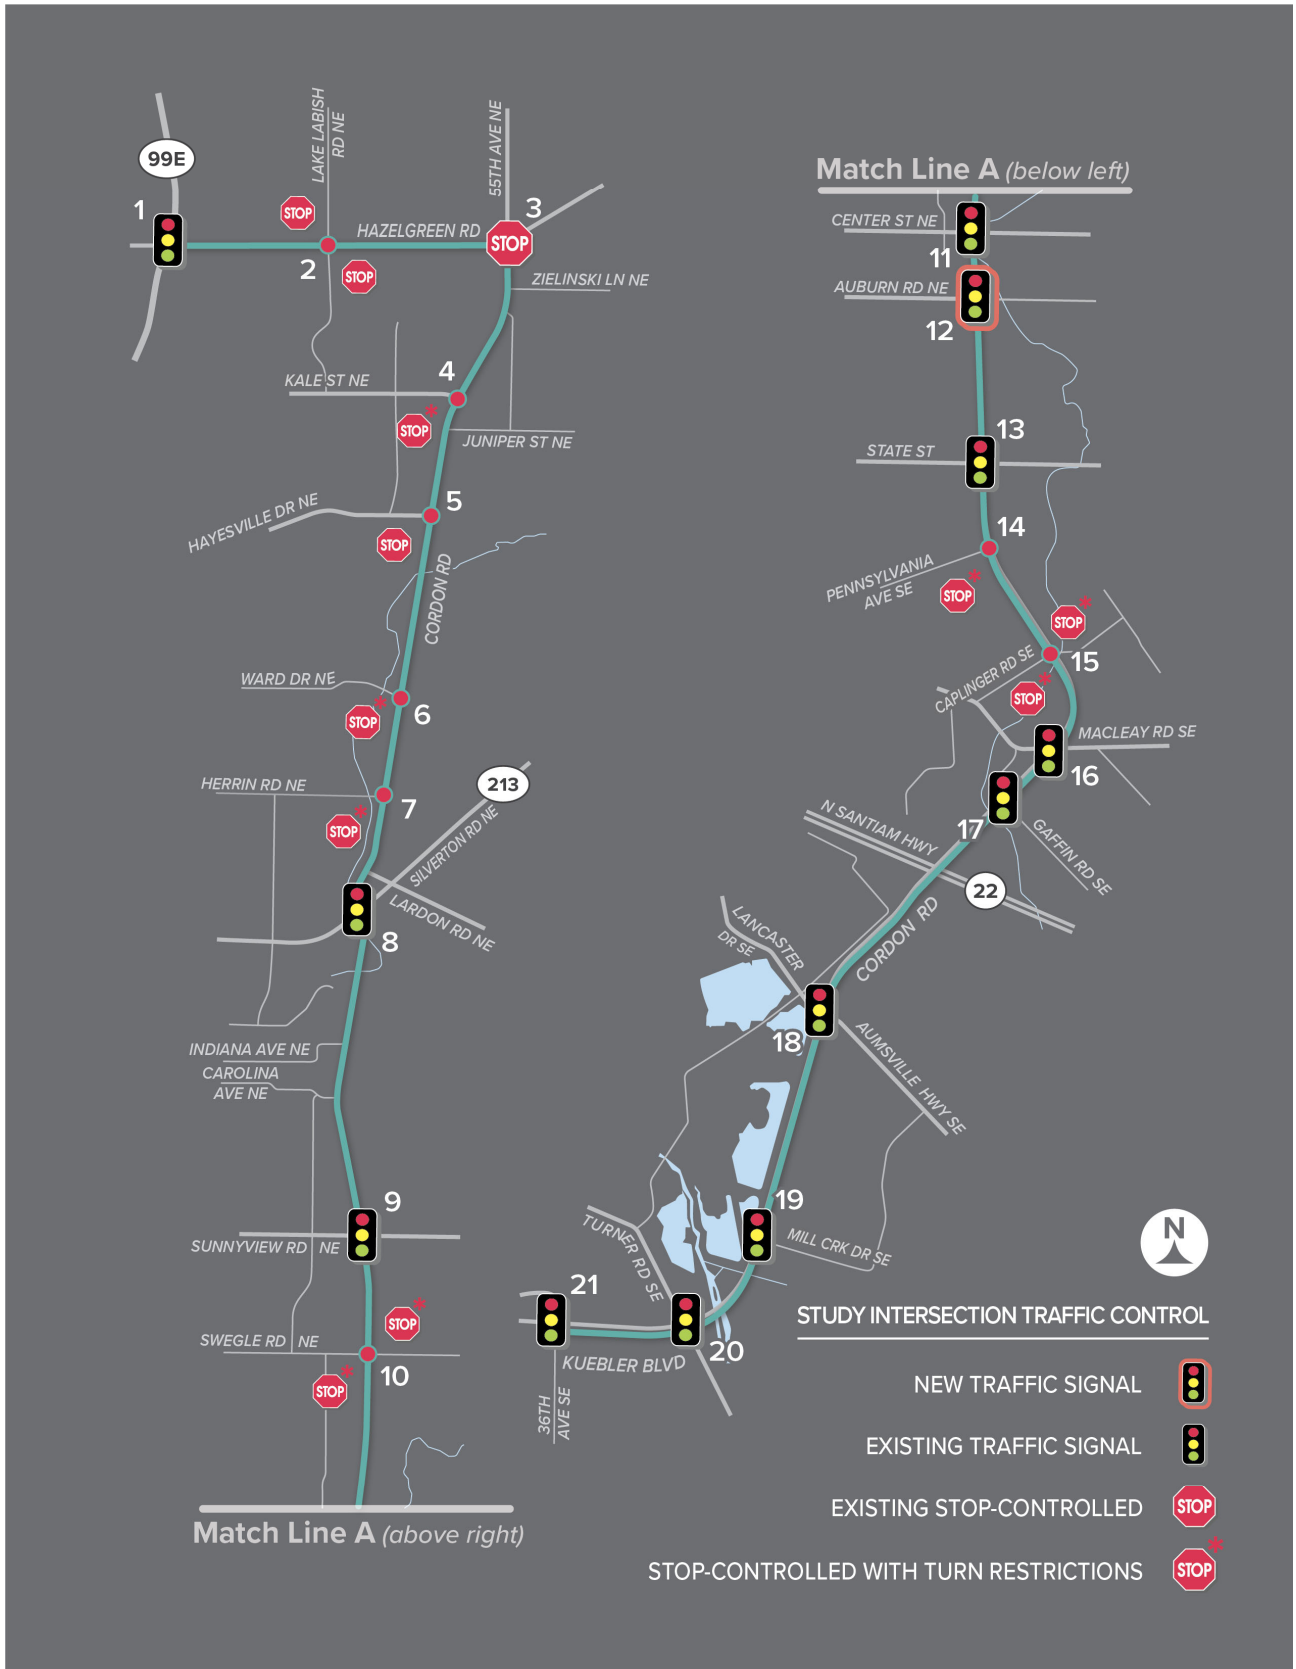 99E
LAKE LABISH
RD NE
55TH AVE NE
1
STOP
HAZELGREEN RD
3
STOP
2
STOP
ZIELINSKI LN NE
KALE ST NE
4
STOP*
JUNIPER ST NE
HAYESVILLE DR NE
5
STOP
CORDON RD
WARD DR NE
STOP*
6
HERRIN RD NE
7
STOP*
213
SILVERTON RD NE
LARDON RD NE
8
INDIANA AVE NE
CAROLINA
AVE NE
9
SUNNYVIEW RD NE
STOP*
SWEGLE RD NE
10
STOP*
Match Line A (above right)
Match Line A (below left)
CENTER ST NE
11
AUBURN RD NE
12
13
STATE ST
14
PENNSYLVANIA
AVE SE
STOP*
STOP*
15
CAPLINGER RD SE
STOP*
MACLEAY RD SE
16
17
GAFFIN RD SE
N SANTIAM HWY
22
CORDON RD
LANCASTER
DR SE
18
AUMSVILLE HWY SE
19
MILL CRK DR SE
TURNER RD SE
21
20
KUEBLER BLVD
36TH
AVE SE
N
STUDY INTERSECTION TRAFFIC CONTROL
NEW TRAFFIC SIGNAL
EXISTING TRAFFIC SIGNAL
EXISTING STOP-CONTROLLED STOP
STOP-CONTROLLED WITH TURN RESTRICTIONS STOP*